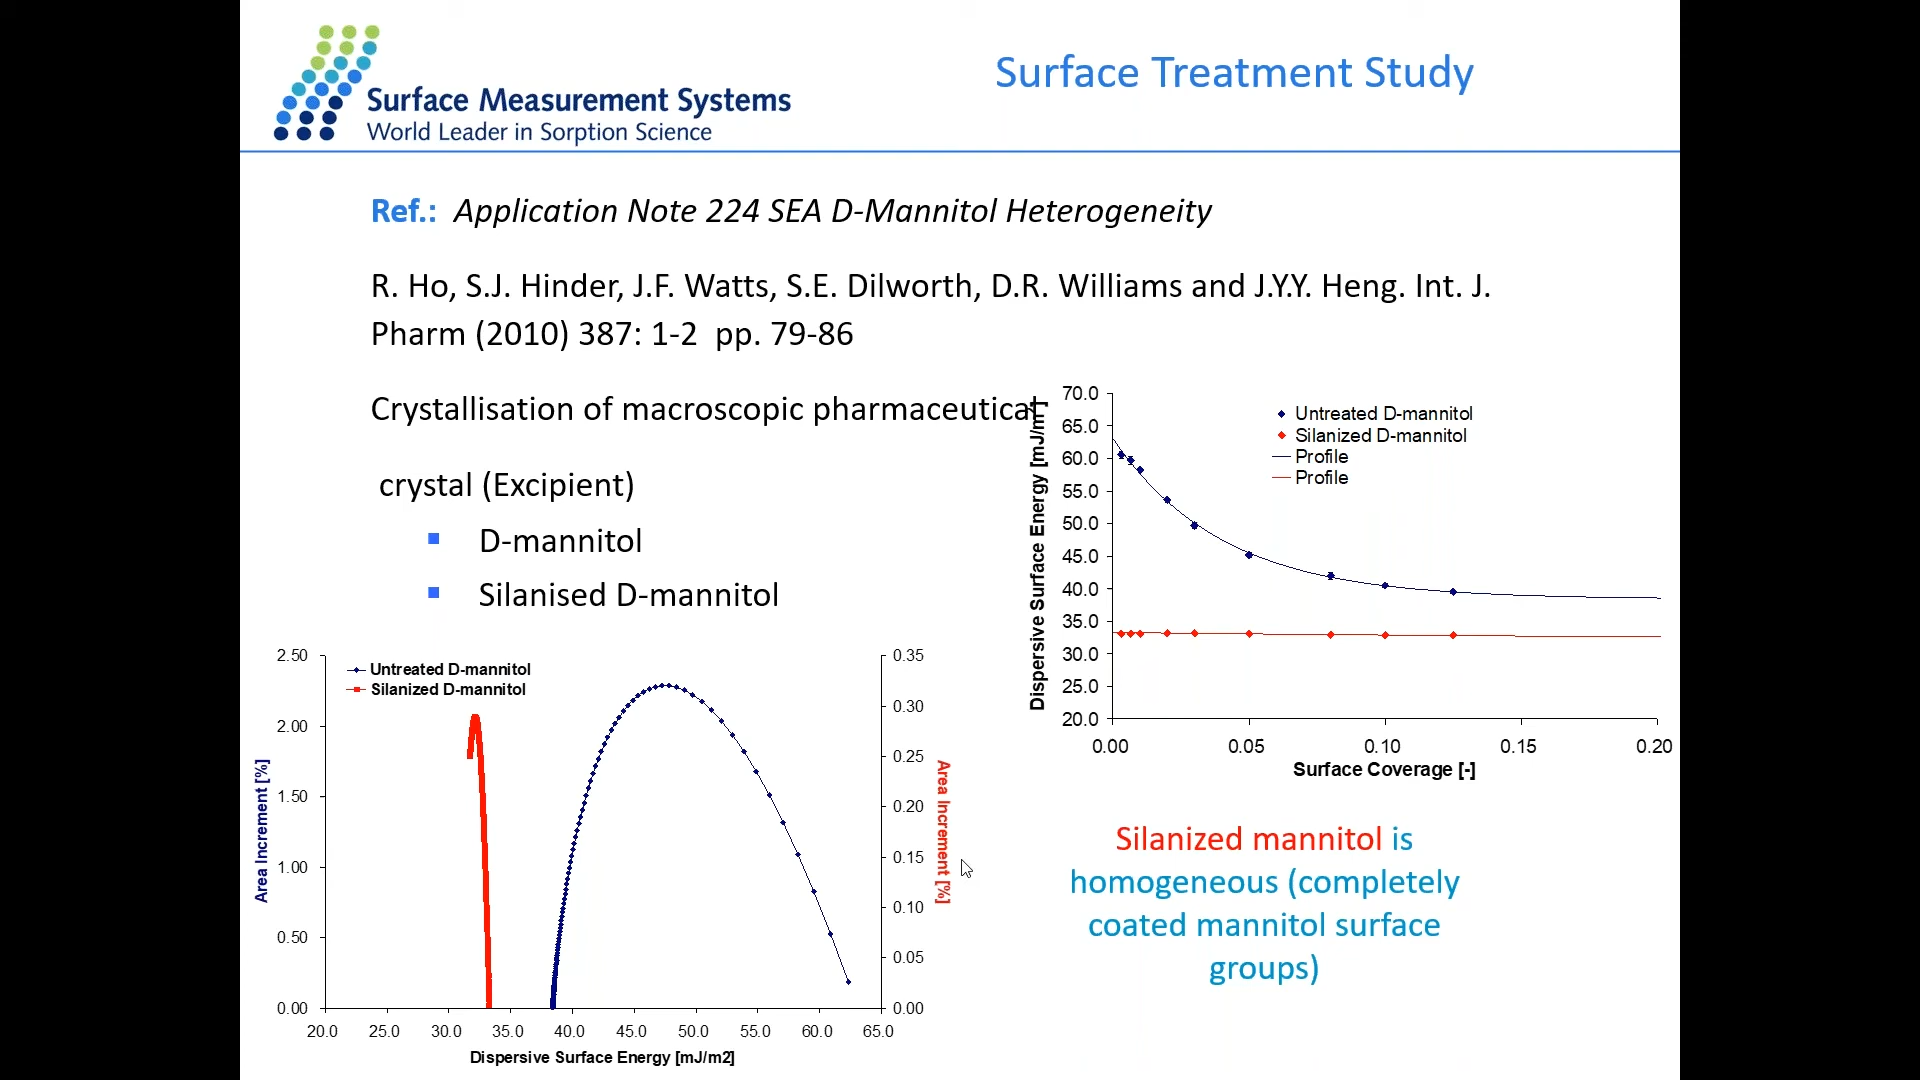 Surface Measurement Systems
World Leader in Sorption Science
Surface Treatment Study
Ref.: Application Note 224 SEA D-Mannitol Heterogeneity
R. Ho, S.J. Hinder, J.F. Watts, S.E. Dilworth, D.R. Williams and J.Y.Y. Heng. Int. J.
Pharm (2010) 387: 1-2 pp. 79-86
Crystallisation of macroscopic pharmaceutical
crystal (Excipient)
▪ D-mannitol
▪ Silanised D-mannitol
Dispersive Surface Energy [mJ/m²]
70.0
65.0
60.0
55.0
50.0
45.0
40.0
35.0
30.0
25.0
20.0
Untreated D-mannitol
Silanized D-mannitol
Profile
Profile
0.00 0.05 0.10 0.15 0.20
Surface Coverage [-]
Area Increment [%]
2.50
2.00
1.50
1.00
0.50
0.00
Untreated D-mannitol
Silanized D-mannitol
0.35
0.30
0.25
0.20
0.15
0.10
0.05
0.00
Area Increment [%]
20.0 25.0 30.0 35.0 40.0 45.0 50.0 55.0 60.0 65.0
Dispersive Surface Energy [mJ/m2]
Silanized mannitol is
homogeneous (completely
coated mannitol surface
groups)